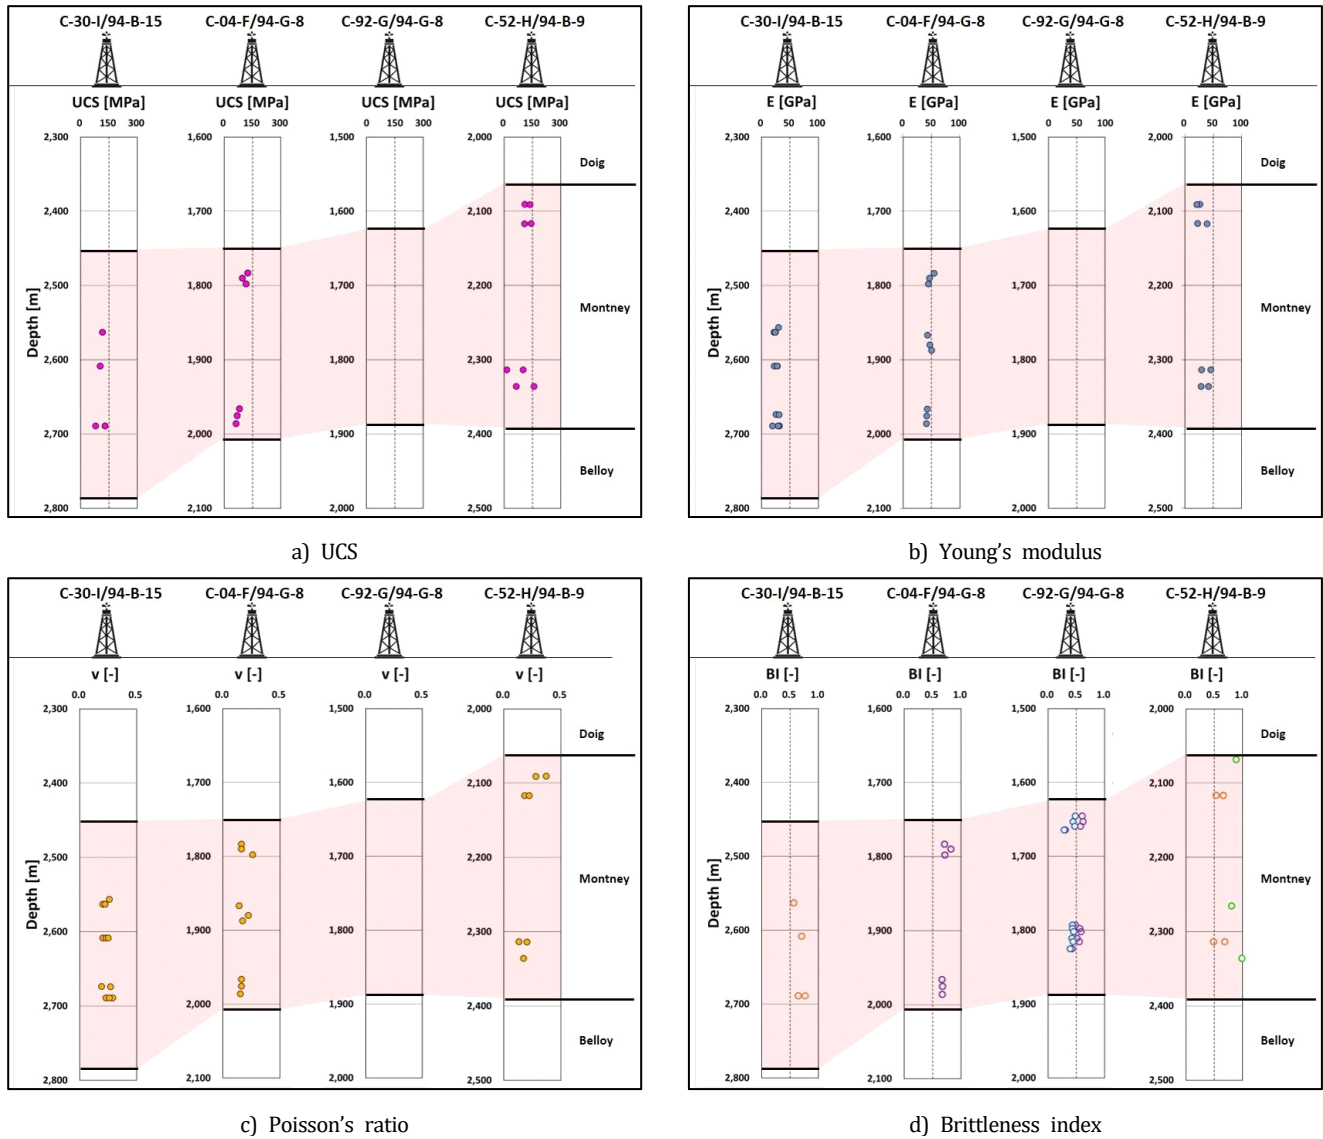 C-30-I/94-B-15 C-04-F/94-G-8 C-92-G/94-G-8 C-52-H/94-B-9
UCS [MPa] UCS [MPa] UCS [MPa] UCS [MPa]
0 150 300 0 150 300 0 150 300 0 150 300
2,300 1,600 1,500 2,000
Doig
2,400 1,700 1,600 2,100
2,500 1,800 1,700 2,200
Montney
Depth [m]
2,600 1,900 1,800 2,300
2,700 2,000 1,900 2,400
Belloy
2,800 2,100 2,000 2,500
a) UCS
C-30-I/94-B-15 C-04-F/94-G-8 C-92-G/94-G-8 C-52-H/94-B-9
E [GPa] E [GPa] E [GPa] E [GPa]
0 50 100 0 50 100 0 50 100 0 50 100
2,300 1,600 1,500 2,000
Doig
2,400 1,700 1,600 2,100
2,500 1,800 1,700 2,200
Montney
Depth [m]
2,600 1,900 1,800 2,300
2,700 2,000 1,900 2,400
Belloy
2,800 2,100 2,000 2,500
b) Young's modulus
C-30-I/94-B-15 C-04-F/94-G-8 C-92-G/94-G-8 C-52-H/94-B-9
v [-] v [-] v [-] v [-]
0.0 0.5 0.0 0.5 0.0 0.5 0.0 0.5
2,300 1,600 1,500 2,000
Doig
2,400 1,700 1,600 2,100
2,500 1,800 1,700 2,200
Montney
Depth [m]
2,600 1,900 1,800 2,300
2,700 2,000 1,900 2,400
Belloy
2,800 2,100 2,000 2,500
c) Poisson's ratio
C-30-I/94-B-15 C-04-F/94-G-8 C-92-G/94-G-8 C-52-H/94-B-9
BI [-] BI [-] BI [-] BI [-]
0.0 0.5 1.0 0.0 0.5 1.0 0.0 0.5 1.0 0.0 0.5 1.0
2,300 1,600 1,500 2,000
Doig
2,400 1,700 1,600 2,100
2,500 1,800 1,700 2,200
Montney
Depth [m]
2,600 1,900 1,800 2,300
2,700 2,000 1,900 2,400
Belloy
2,800 2,100 2,000 2,500
d) Brittleness index